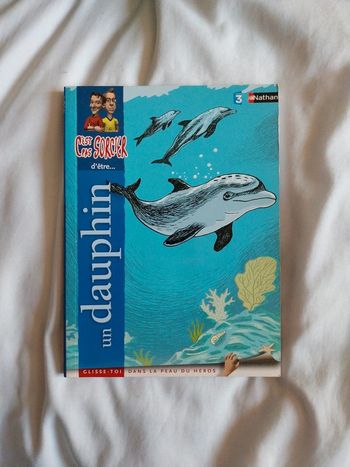 3 Nathan
C'EST
PAS SORCIER
d'être...
un dauphin
GLISSE-TOI DANS LA PEAU DU HÉROS